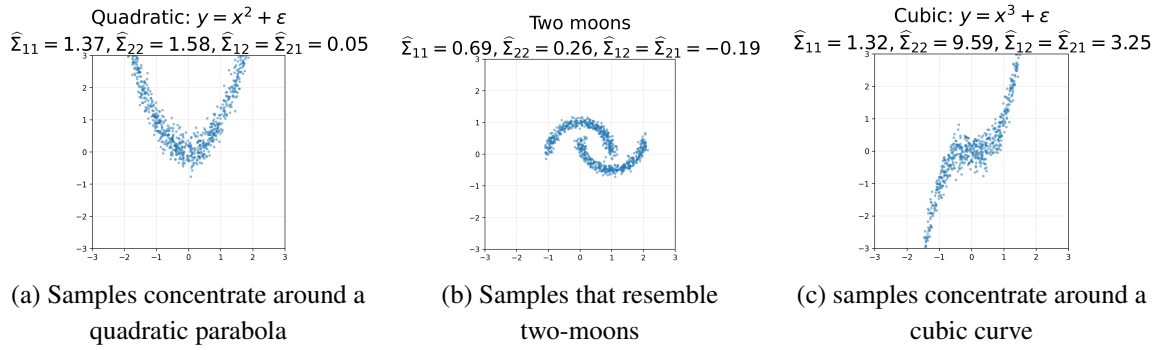 Quadratic: y = x² + ε
Σ̂₁₁ = 1.37, Σ̂₂₂ = 1.58, Σ̂₁₂ = Σ̂₂₁ = 0.05
3
2
1
0
−1
−2
−3
−3 −2 −1 0 1 2 3
(a) Samples concentrate around a
quadratic parabola
Two moons
Σ̂₁₁ = 0.69, Σ̂₂₂ = 0.26, Σ̂₁₂ = Σ̂₂₁ = −0.19
3
2
1
0
−1
−2
−3
−3 −2 −1 0 1 2 3
(b) Samples that resemble
two-moons
Cubic: y = x³ + ε
Σ̂₁₁ = 1.32, Σ̂₂₂ = 9.59, Σ̂₁₂ = Σ̂₂₁ = 3.25
3
2
1
0
−1
−2
−3
−3 −2 −1 0 1 2 3
(c) samples concentrate around a
cubic curve